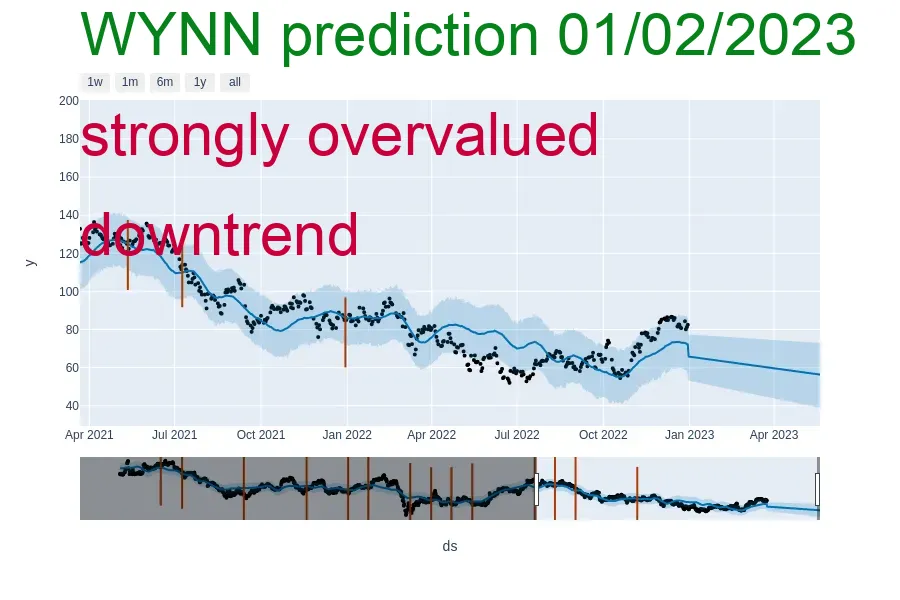 WYNN prediction 01/02/2023
1w 1m 6m 1y all
200
strongly overvalued
180
160
140
downtrend
120
y
100
80
60
40
Apr 2021 Jul 2021 Oct 2021 Jan 2022 Apr 2022 Jul 2022 Oct 2022 Jan 2023 Apr 2023
ds